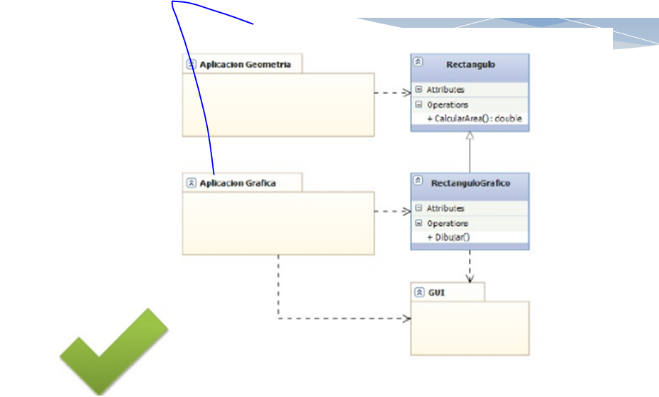 Aplicacion Geometria
Rectangulo
Attributes
Operations
+ CalcularArea() : double
Aplicacion Grafica
RectanguloGrafico
Attributes
Operations
+ Dibujar()
GUI